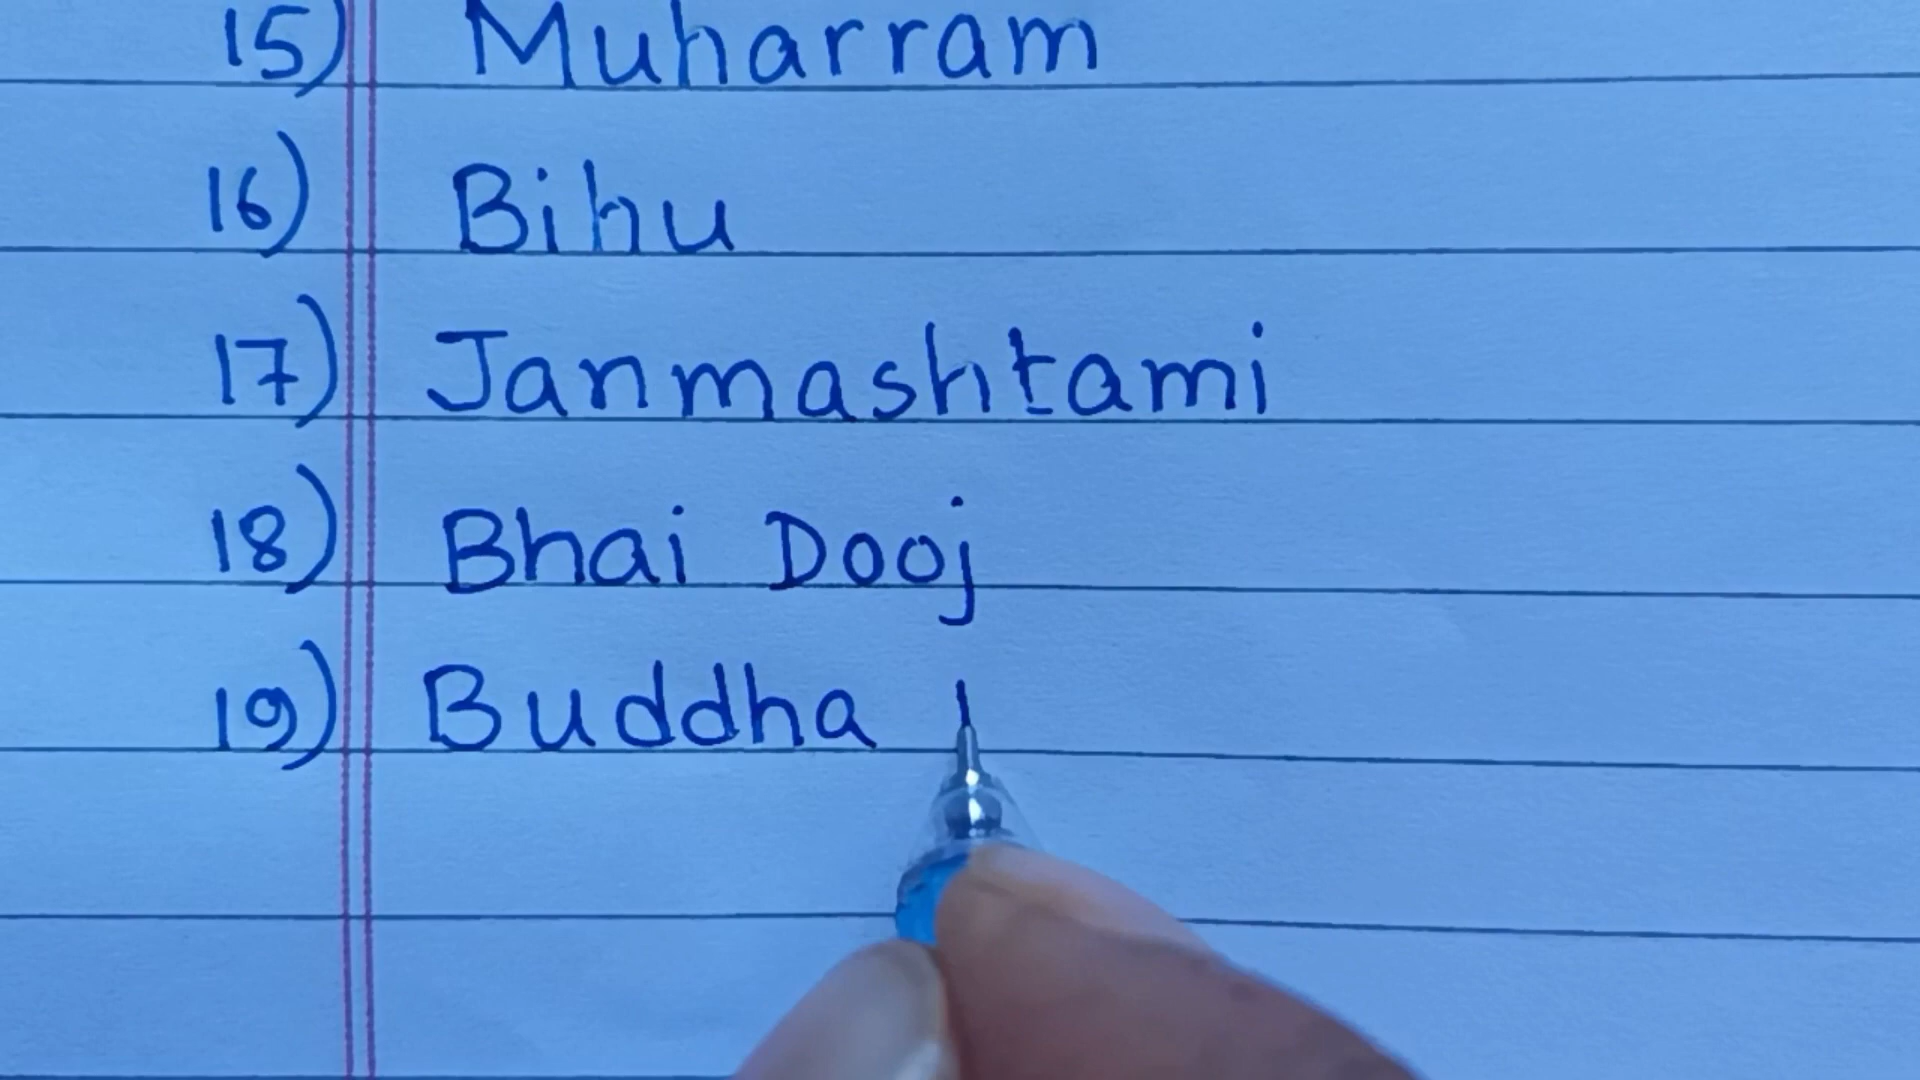 15) Muharram
16) Bihu
17) Janmashtami
18) Bhai Dooj
19) Buddha